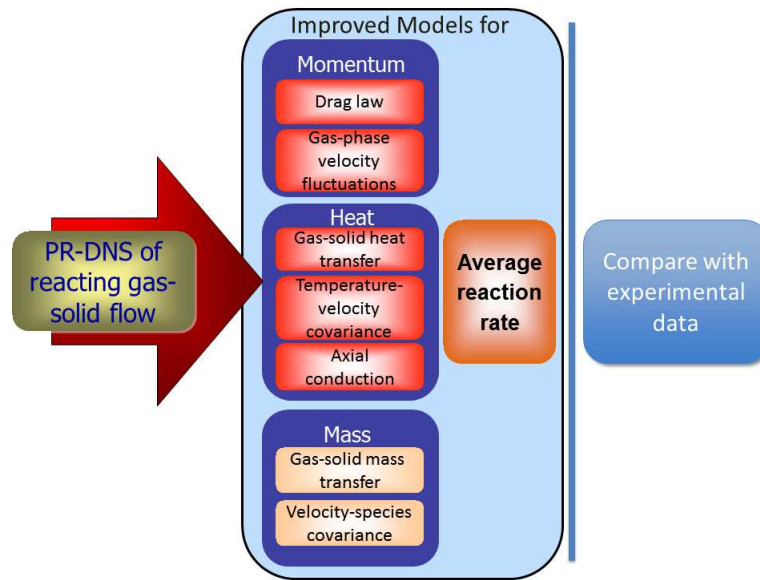 Improved Models for
Momentum
Drag law
Gas-phase
velocity
fluctuations
Heat
Gas-solid heat
transfer
Temperature-
velocity
covariance
Axial
conduction
Mass
Gas-solid mass
transfer
Velocity-species
covariance
PR-DNS of
reacting gas-
solid flow
Average
reaction
rate
Compare with
experimental
data